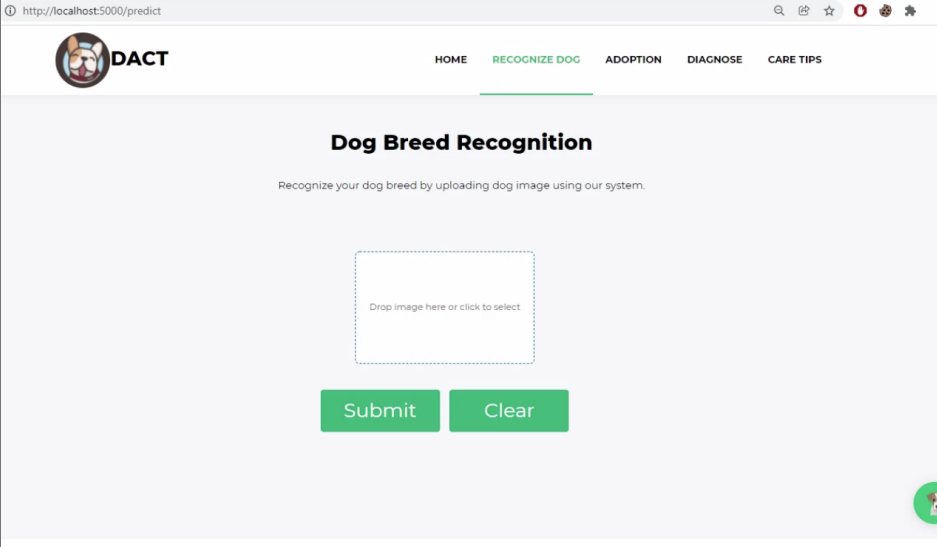 http://localhost:5000/predict
DACT
HOME RECOGNIZE DOG ADOPTION DIAGNOSE CARE TIPS
Dog Breed Recognition
Recognize your dog breed by uploading dog image using our system.
Drop image here or click to select
Submit Clear